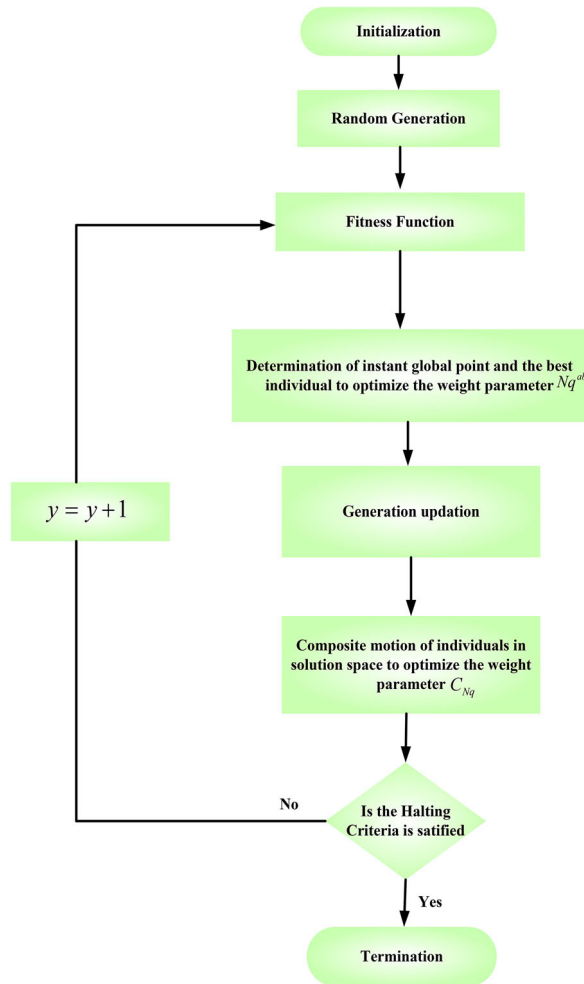 Initialization
Random Generation
Fitness Function
Determination of instant global point and the best
individual to optimize the weight parameter Nq
Generation updation
y = y+1
Composite motion of individuals in
solution space to optimize the weight
parameter C_Nq
No
Is the Halting
Criteria is satified
Yes
Termination